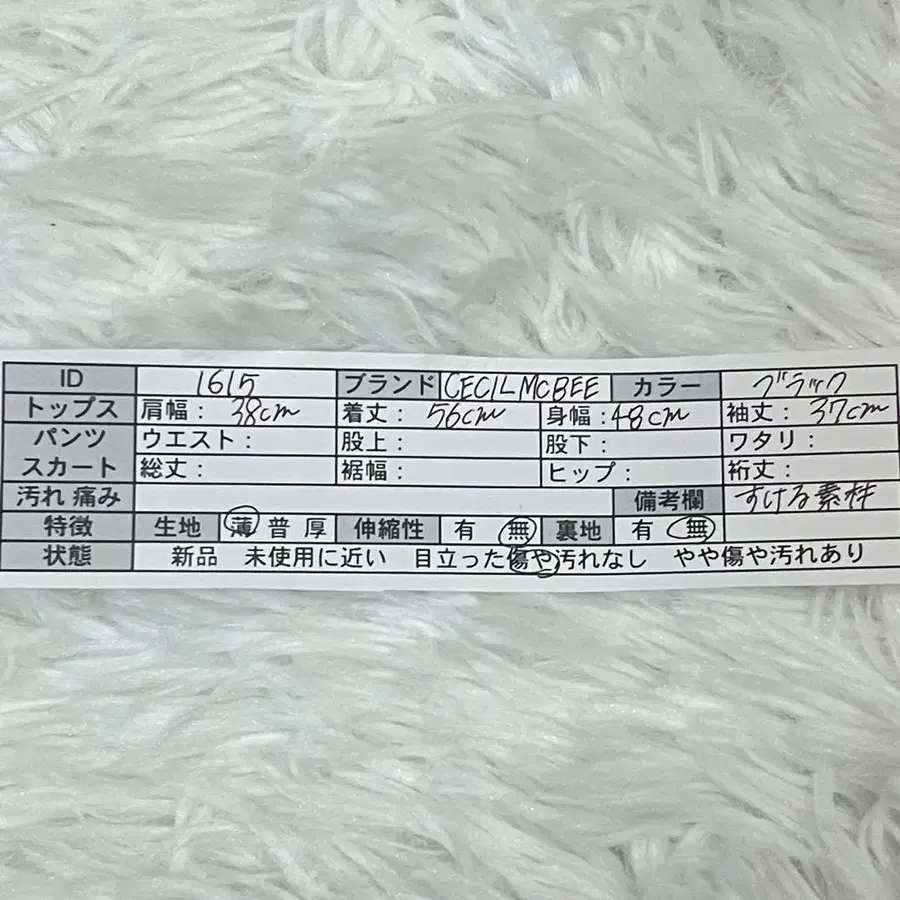 ID 1615 ブランド CECIL MCBEE カラー ブラック
トップス 肩幅: 38cm 着丈: 56cm 身幅: 48cm 袖丈: 37cm
パンツ ウエスト: 股上: 股下: ワタリ:
スカート 総丈: 裾幅: ヒップ: 裄丈:
汚れ 痛み 備考欄 すける素材
特徴 生地 薄 普 厚 伸縮性 有 無 裏地 有 無
状態 新品 未使用に近い 目立った傷や汚れなし やや傷や汚れあり